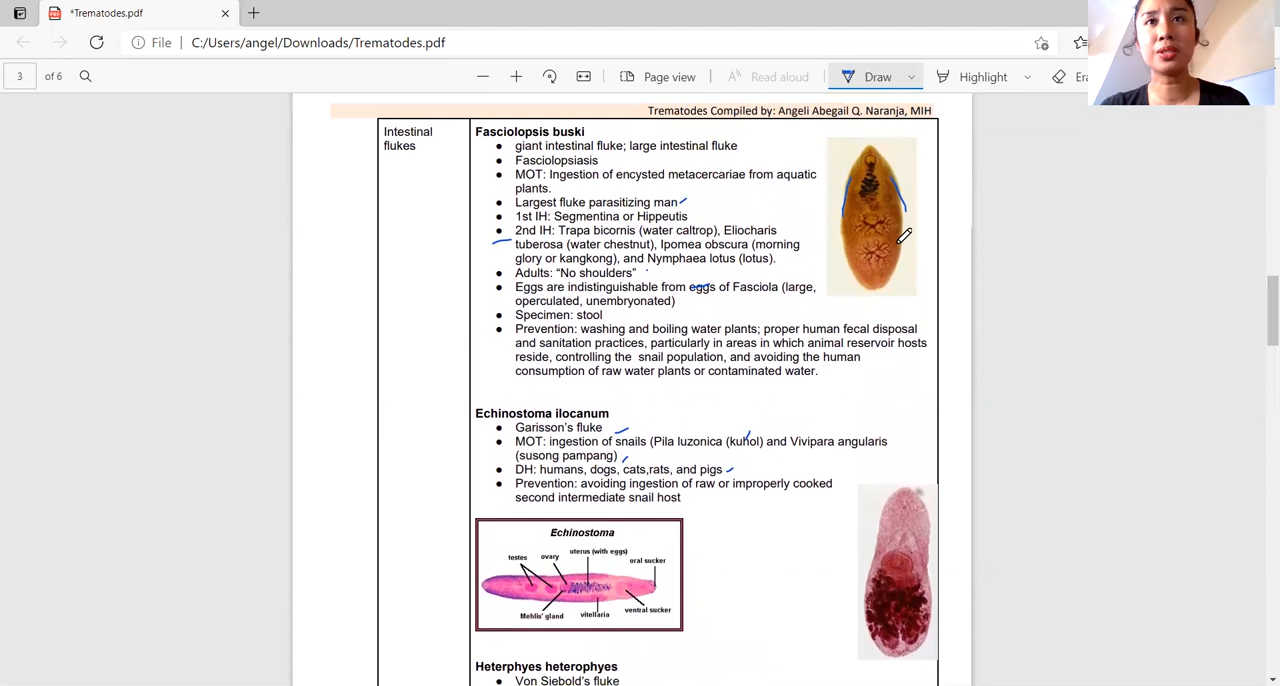 *Trematodes.pdf
File | C:/Users/angel/Downloads/Trematodes.pdf
3 of 6
Page view
Read aloud
Draw
Highlight
Trematodes Compiled by: Angeli Abegail Q. Naranja, MIH
Intestinal
flukes
Fasciolopsis buski
• giant intestinal fluke; large intestinal fluke
• Fasciolopsiasis
• MOT: Ingestion of encysted metacercariae from aquatic
plants.
• Largest fluke parasitizing man
• 1st IH: Segmentina or Hippeutis
• 2nd IH: Trapa bicornis (water caltrop), Eliocharis
tuberosa (water chestnut), Ipomea obscura (morning
glory or kangkong), and Nymphaea lotus (lotus).
• Adults: “No shoulders”
• Eggs are indistinguishable from eggs of Fasciola (large,
operculated, unembryonated)
• Specimen: stool
• Prevention: washing and boiling water plants; proper human fecal disposal
and sanitation practices, particularly in areas in which animal reservoir hosts
reside, controlling the snail population, and avoiding the human
consumption of raw water plants or contaminated water.
Echinostoma ilocanum
• Garisson’s fluke
• MOT: ingestion of snails (Pila luzonica (kuhol) and Vivipara angularis
(susong pampang)
• DH: humans, dogs, cats,rats, and pigs
• Prevention: avoiding ingestion of raw or improperly cooked
second intermediate snail host
Echinostoma
testes
ovary
uterus (with eggs)
oral sucker
Mehlis' gland
vitellaria
ventral sucker
Heterphyes heterophyes
• Von Siebold’s fluke